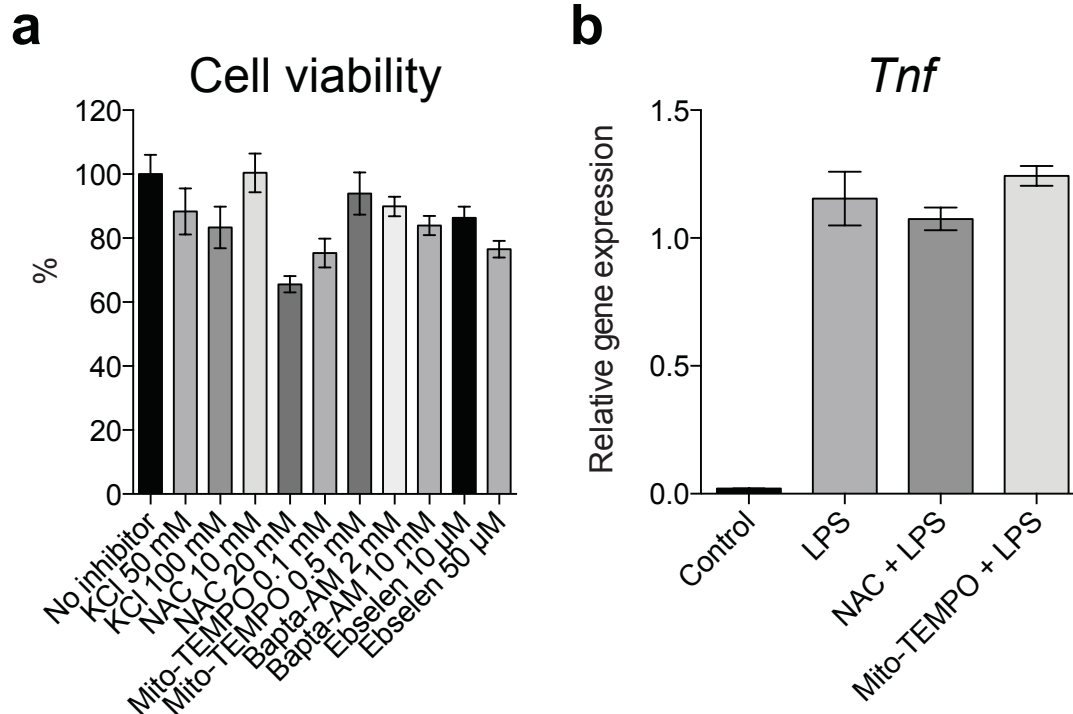 a
Cell viability
%
120
100
80
60
40
20
0
No inhibitor
KCl 50 mM
KCl 100 mM
NAC 10 mM
NAC 20 mM
Mito-TEMPO 0.1 mM
Mito-TEMPO 0.5 mM
Bapta-AM 2 mM
Bapta-AM 10 mM
Ebselen 10 µM
Ebselen 50 µM
b
Tnf
Relative gene expression
1.5
1.0
0.5
0.0
Control
LPS
NAC + LPS
Mito-TEMPO + LPS